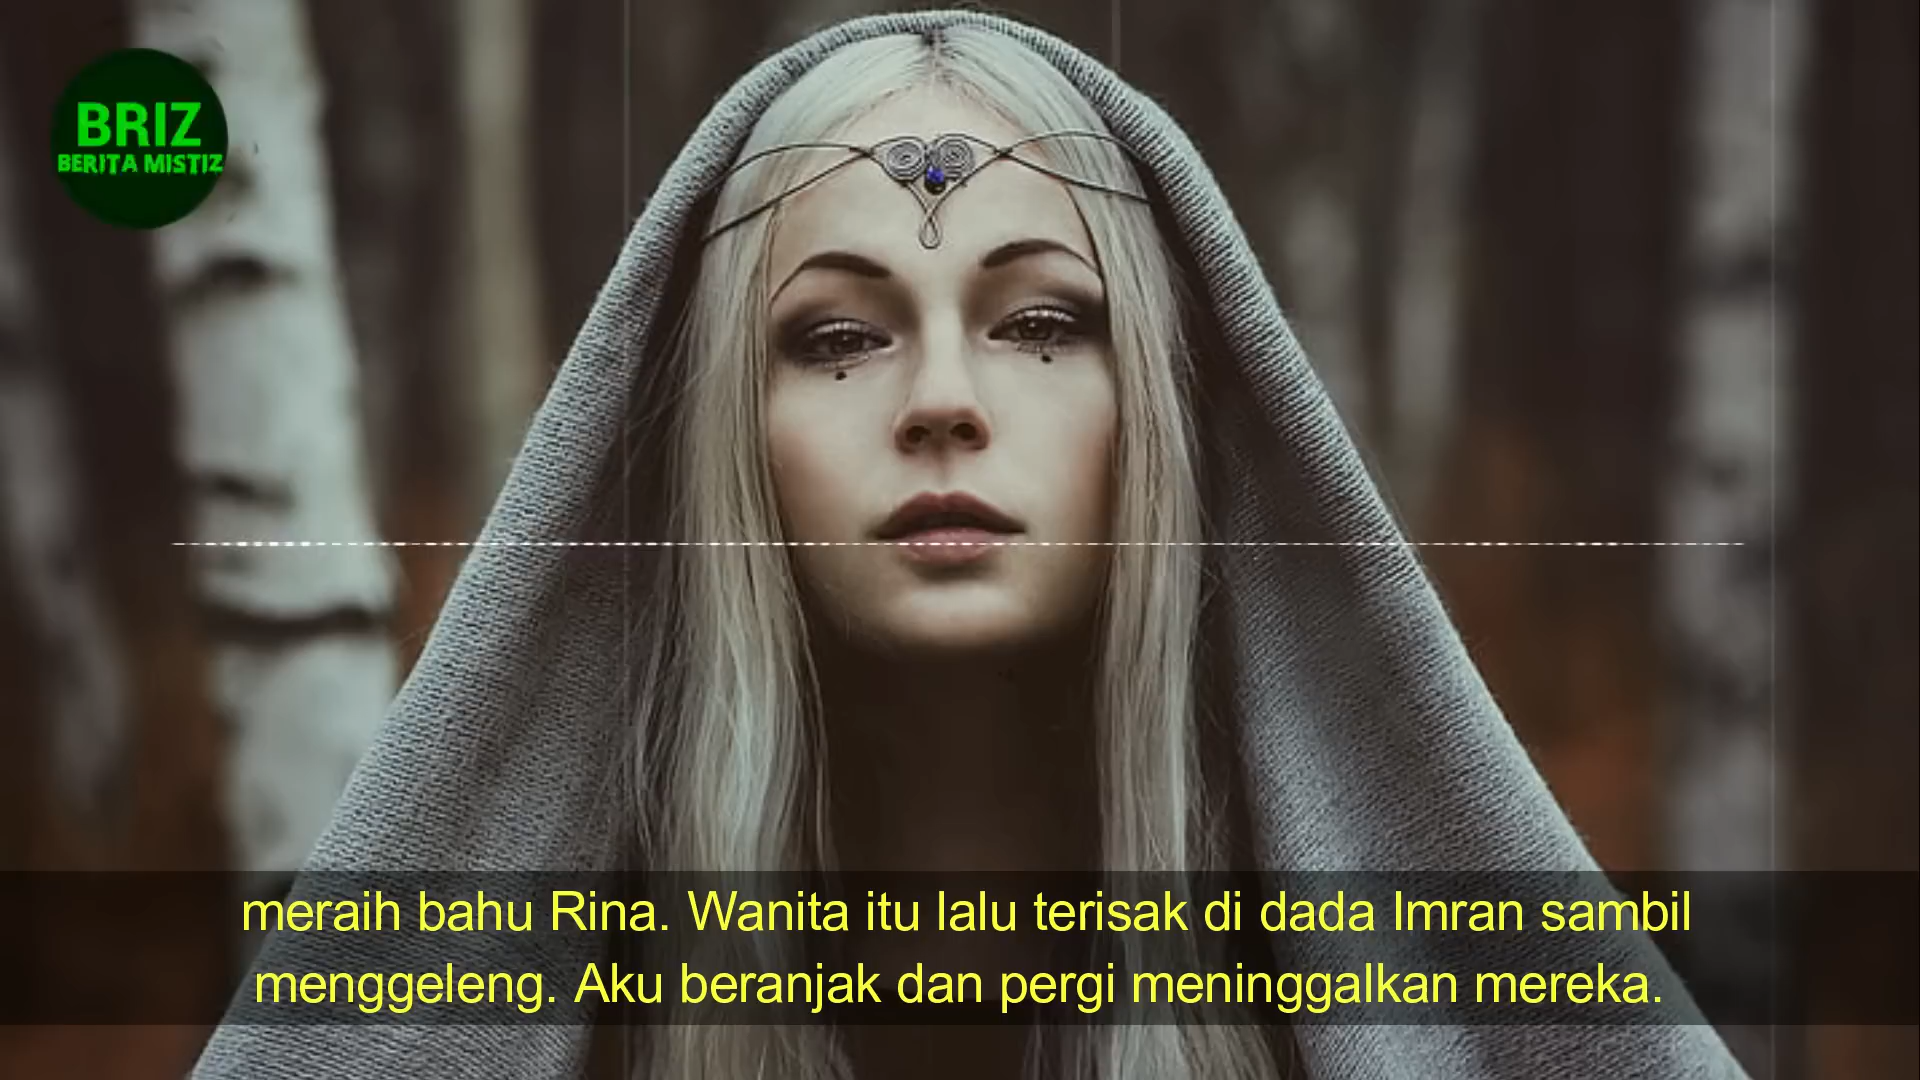 BRIZ
BERITA MISTIZ
meraih bahu Rina. Wanita itu lalu terisak di dada Imran sambil
menggeleng. Aku beranjak dan pergi meninggalkan mereka.